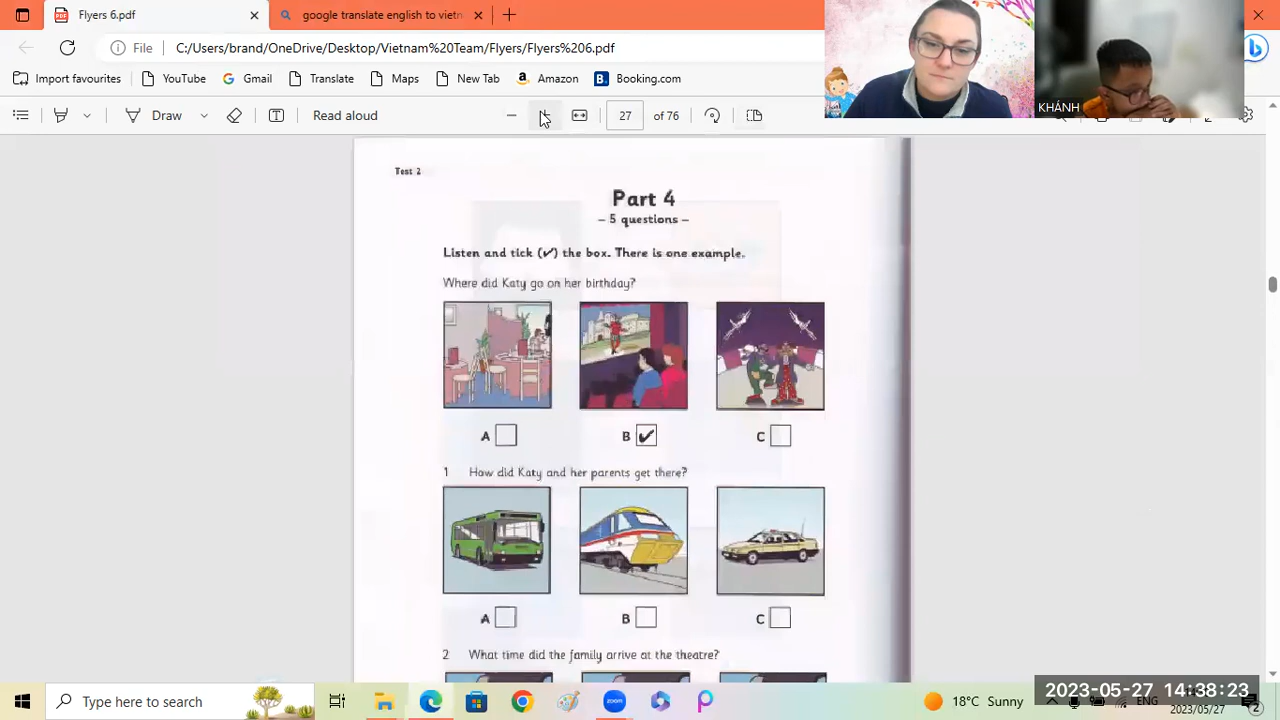 Flyers 6.pdf
google translate english to vietn
File
C:/Users/brand/OneDrive/Desktop/Vietnam%20Team/Flyers/Flyers%206.pdf
Import favourites
YouTube
Gmail
Translate
Maps
New Tab
Amazon
Booking.com
Draw
Read aloud
27
of 76
KHÁNH
Test 2
Part 4
– 5 questions –
Listen and tick (✔) the box. There is one example.
Where did Katy go on her birthday?
A
B ✔
C
1 How did Katy and her parents get there?
A
B
C
2 What time did the family arrive at the theatre?
Type here to search
zoom
18°C Sunny
ENG
2023-05-27 14:38:23
2023/05/27
2